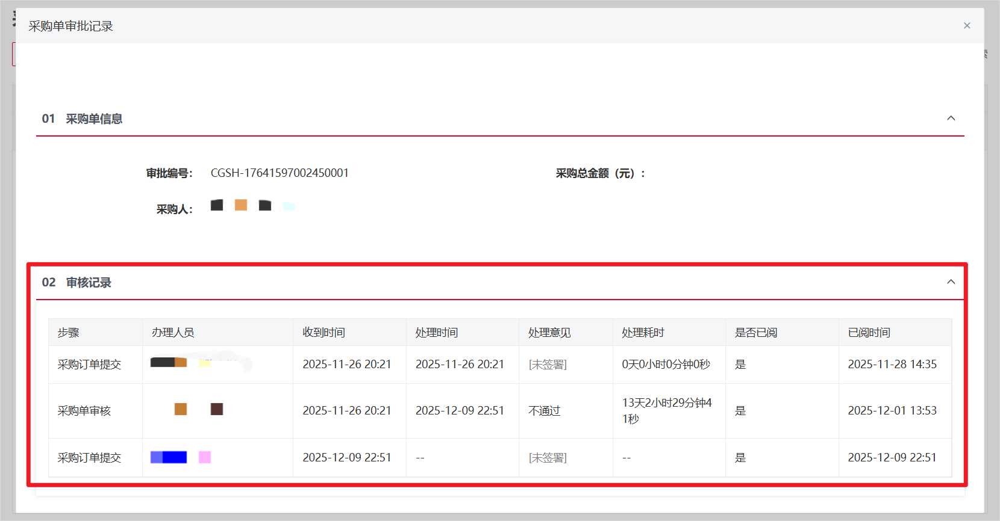 采购单审批记录
×
01 采购单信息
审批编号： CGSH-17641597002450001 采购总金额（元）：
采购人：
02 审核记录
步骤 办理人员 收到时间 处理时间 处理意见 处理耗时 是否已阅 已阅时间
采购订单提交 2025-11-26 20:21 2025-11-26 20:21 [未签署] 0天0小时0分钟0秒 是 2025-11-28 14:35
采购单审核 2025-11-26 20:21 2025-12-09 22:51 不通过 13天2小时29分钟4
1秒 是 2025-12-01 13:53
采购订单提交 2025-12-09 22:51 -- [未签署] -- 是 2025-12-09 22:51